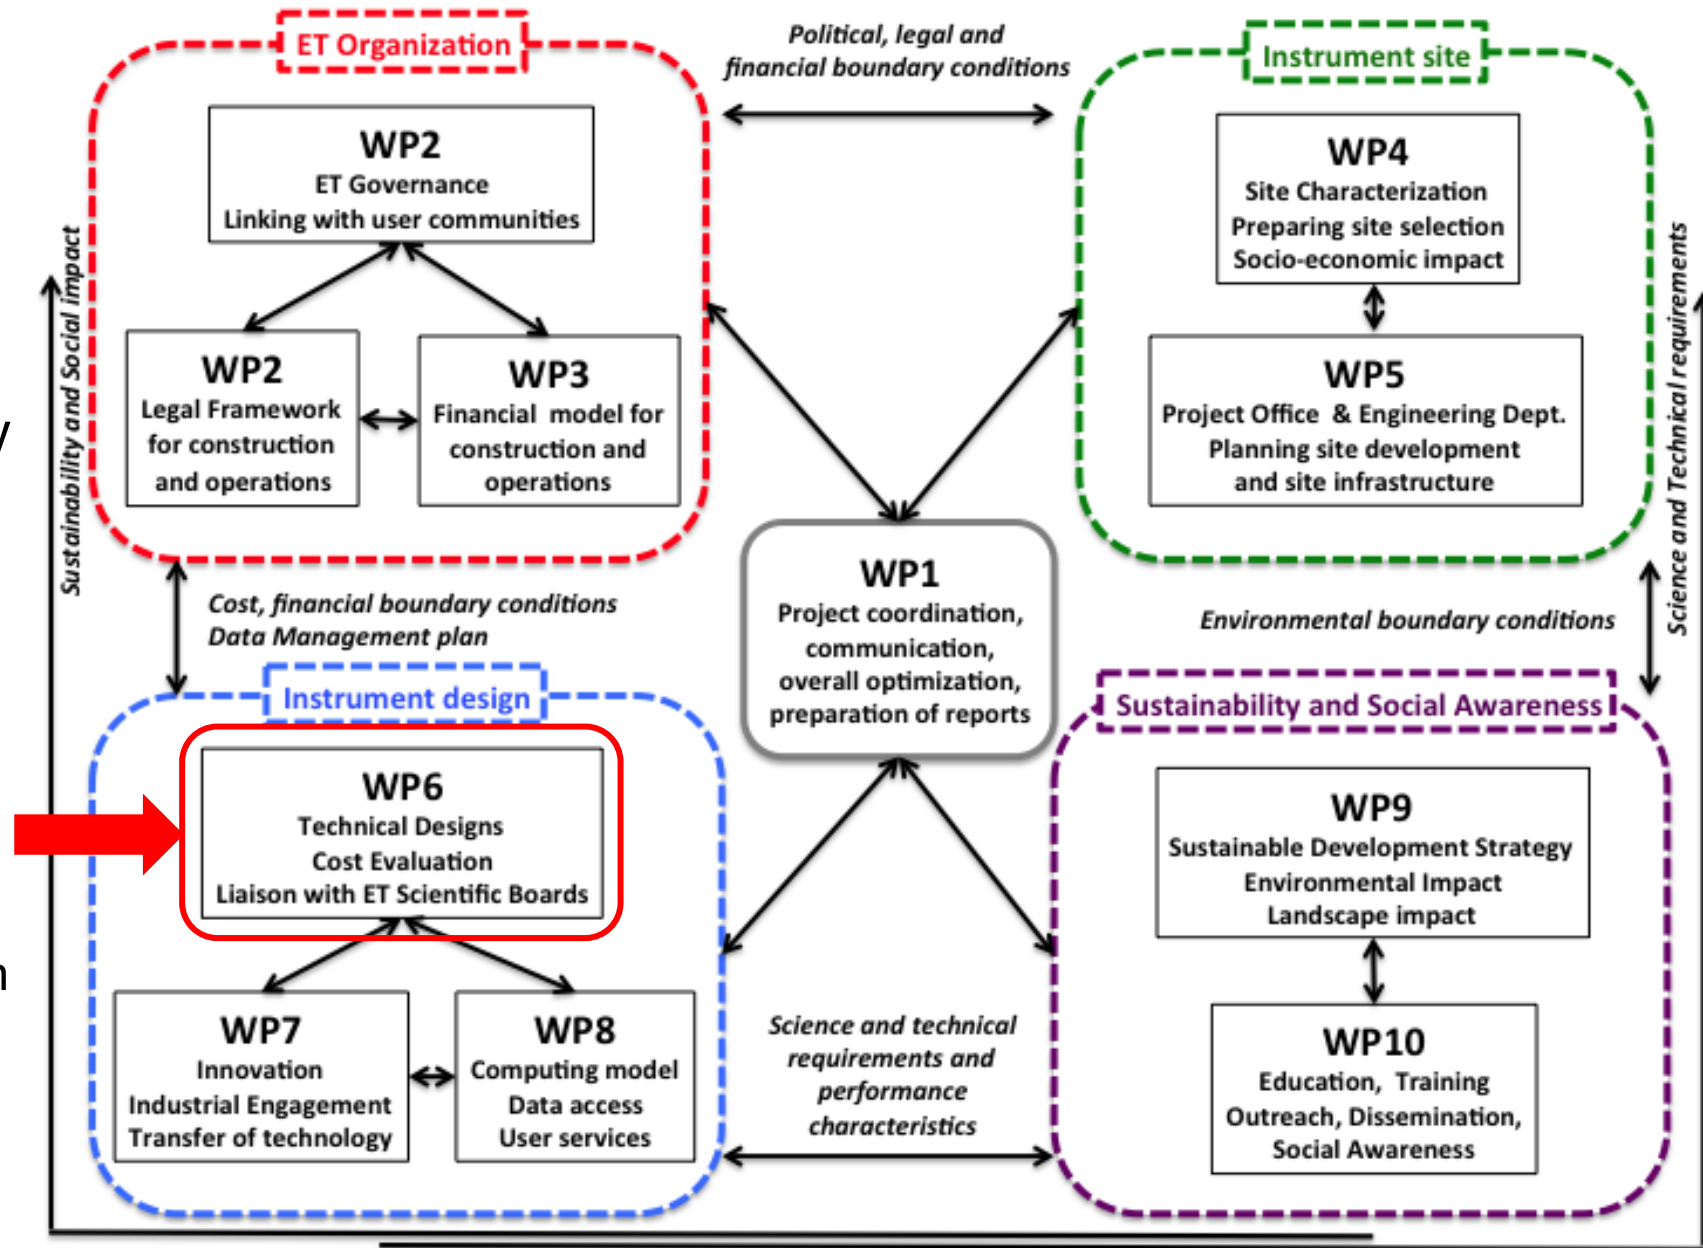 ET Organization
Political, legal and
financial boundary conditions
Instrument site
WP2
ET Governance
Linking with user communities
WP2
Legal Framework
for construction
and operations
WP3
Financial model for
construction and
operations
WP4
Site Characterization
Preparing site selection
Socio-economic impact
WP5
Project Office & Engineering Dept.
Planning site development
and site infrastructure
Sustainability and Social impact
Science and Technical requirements
WP1
Project coordination,
communication,
overall optimization,
preparation of reports
Cost, financial boundary conditions
Data Management plan
Environmental boundary conditions
Instrument design
WP6
Technical Designs
Cost Evaluation
Liaison with ET Scientific Boards
WP7
Innovation
Industrial Engagement
Transfer of technology
WP8
Computing model
Data access
User services
Science and technical
requirements and
performance
characteristics
Sustainability and Social Awareness
WP9
Sustainable Development Strategy
Environmental Impact
Landscape impact
WP10
Education, Training
Outreach, Dissemination,
Social Awareness